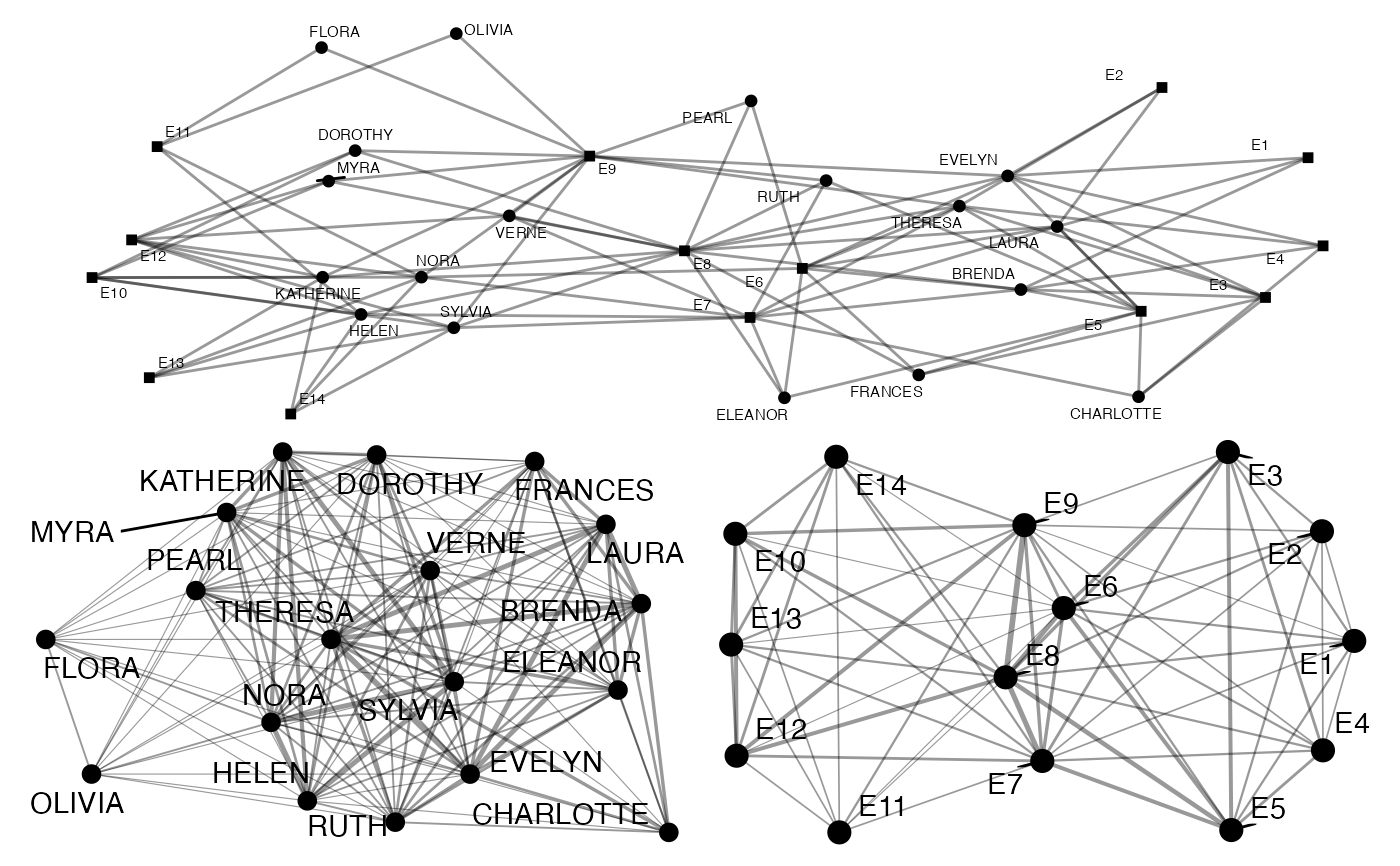 FLORA
OLIVIA
E2
PEARL
E11
DOROTHY
MYRA
E9
EVELYN
E1
RUTH
THERESA
LAURA
VERNE
E12
E10
KATHERINE
NORA
E8
E6
BRENDA
E4
E3
HELEN
SYLVIA
E7
E5
E13
E14
ELEANOR
FRANCES
CHARLOTTE
KATHERINE
DOROTHY
FRANCES
MYRA
VERNE
LAURA
PEARL
THERESA
BRENDA
FLORA
ELEANOR
NORA
SYLVIA
HELEN
EVELYN
OLIVIA
RUTH
CHARLOTTE
E14
E3
E9
E10
E2
E6
E13
E8
E1
E12
E4
E7
E11
E5